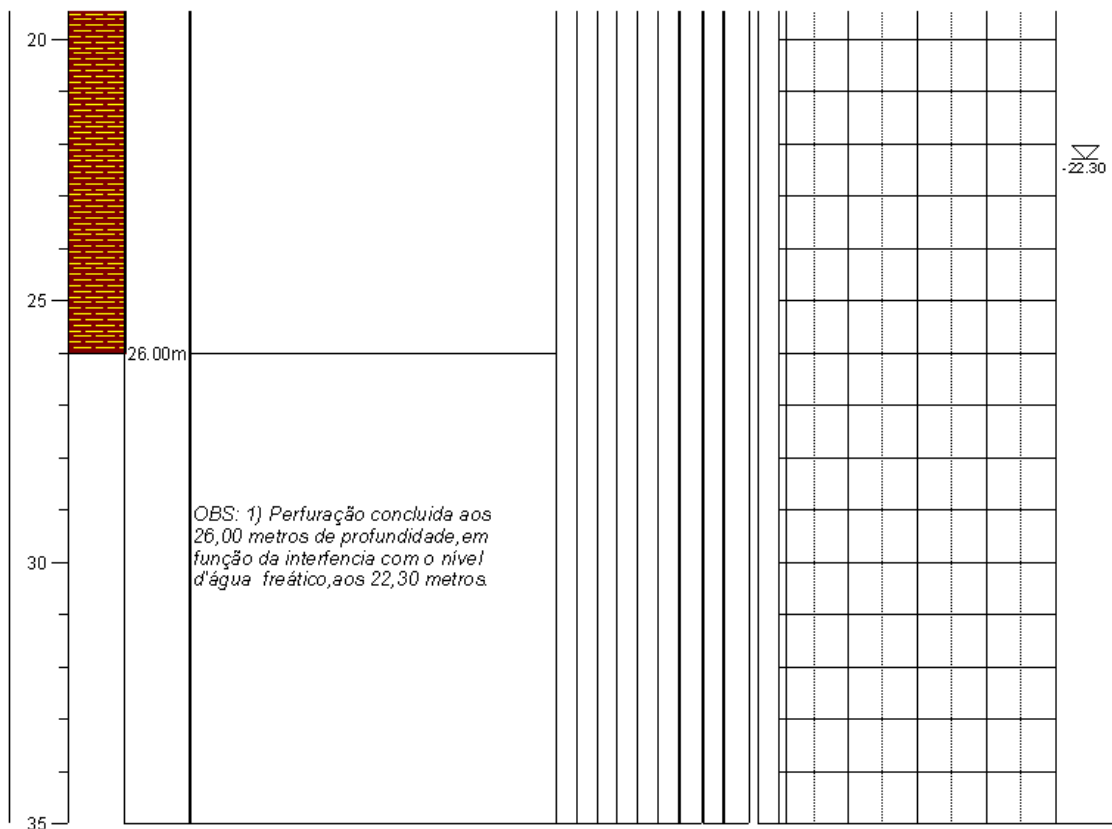 20
-22.30
25
26.00m
OBS: 1) Perfuração concluida aos
26,00 metros de profundidade,em
função da interfencia com o nível
d'água freático,aos 22,30 metros.
30
35